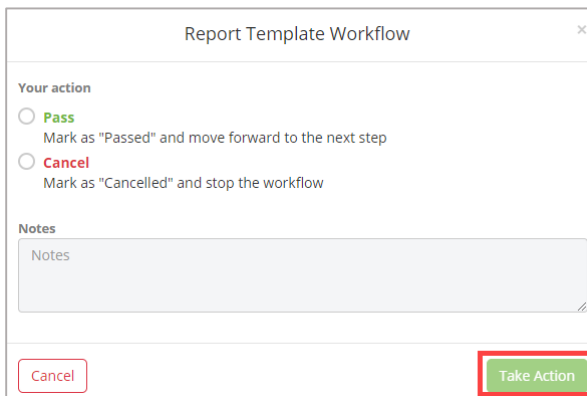 Report Template Workflow
×
Your action
Pass
Mark as "Passed" and move forward to the next step
Cancel
Mark as "Cancelled" and stop the workflow
Notes
Notes
Cancel Take Action